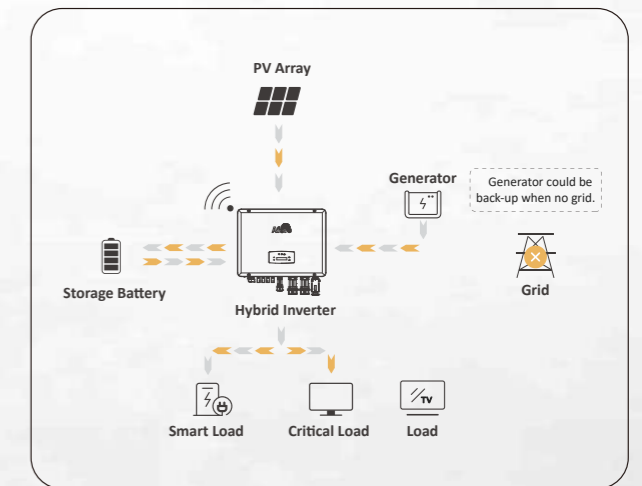 PV Array
Generator
Generator could be
back-up when no grid.
Storage Battery
Hybrid Inverter
Grid
TV
Smart Load
Critical Load
Load